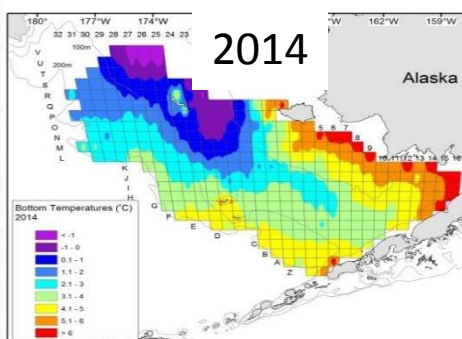 180° 177°W 174°W °W 162°W 159°W
2014
32 31 30 29 28 27 26 25 24 23
100m
200m
Alaska
V
U
T
S
R
Q
P
O
N
M
L
K
J
I
H
G
F
E
D
C
B
A
Z
5 6 7
8
9
10 11 12 13 14 15 16
Bottom Temperatures (°C)
2014
< -1
-1 - 0
0.1 - 1
1.1 - 2
2.1 - 3
3.1 - 4
4.1 - 5
5.1 - 6
> 6